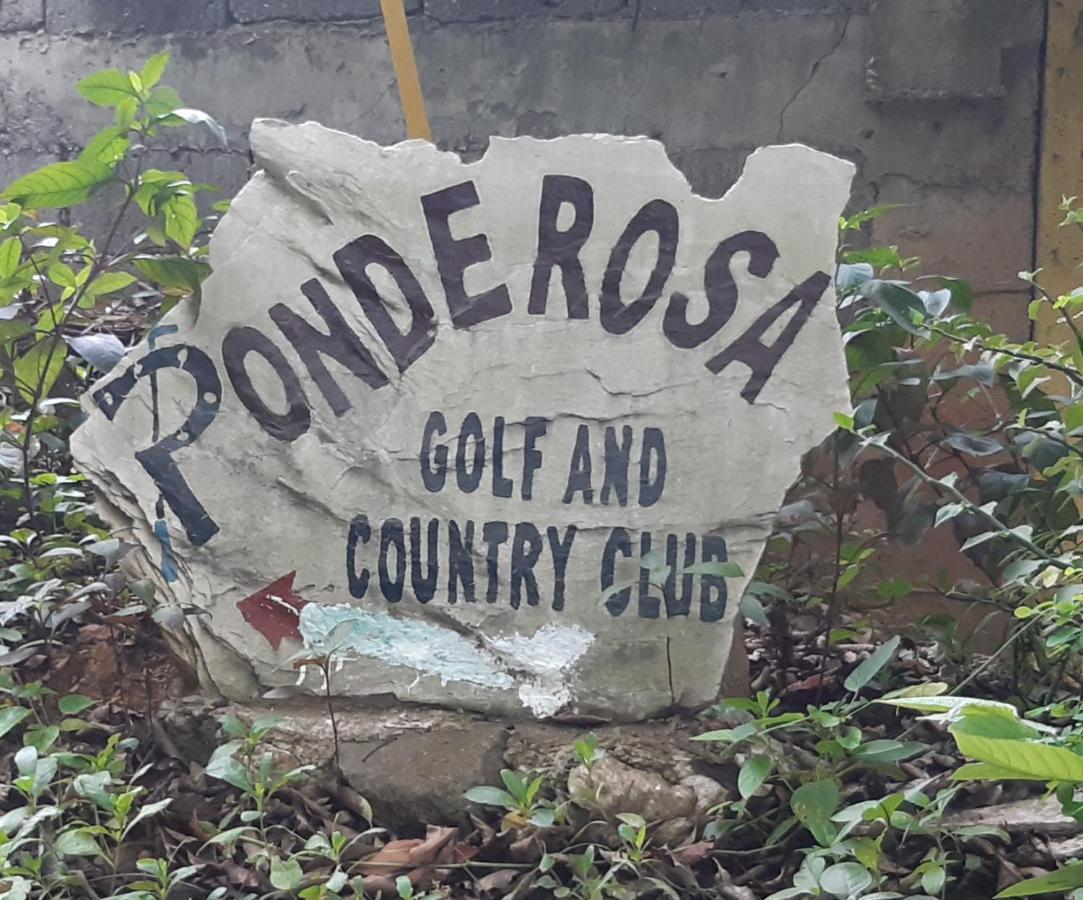 PONDEROSA
GOLF AND
COUNTRY CLUB